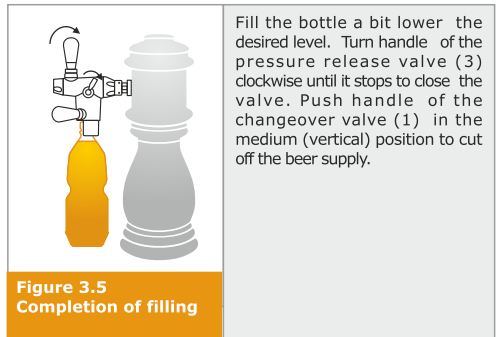 Fill the bottle a bit lower the
desired level. Turn handle of the
pressure release valve (3)
clockwise until it stops to close the
valve. Push handle of the
changeover valve (1) in the
medium (vertical) position to cut
off the beer supply.
Figure 3.5
Completion of filling